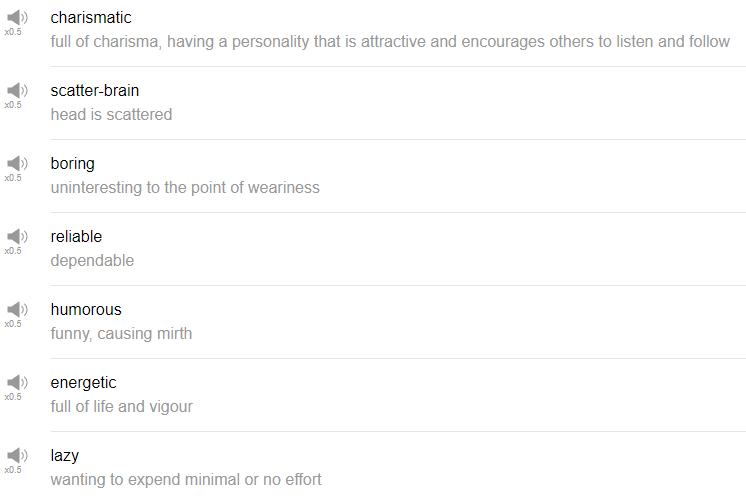 charismatic
x0.5
full of charisma, having a personality that is attractive and encourages others to listen and follow
scatter-brain
x0.5
head is scattered
boring
x0.5
uninteresting to the point of weariness
reliable
x0.5
dependable
humorous
x0.5
funny, causing mirth
energetic
x0.5
full of life and vigour
lazy
x0.5
wanting to expend minimal or no effort